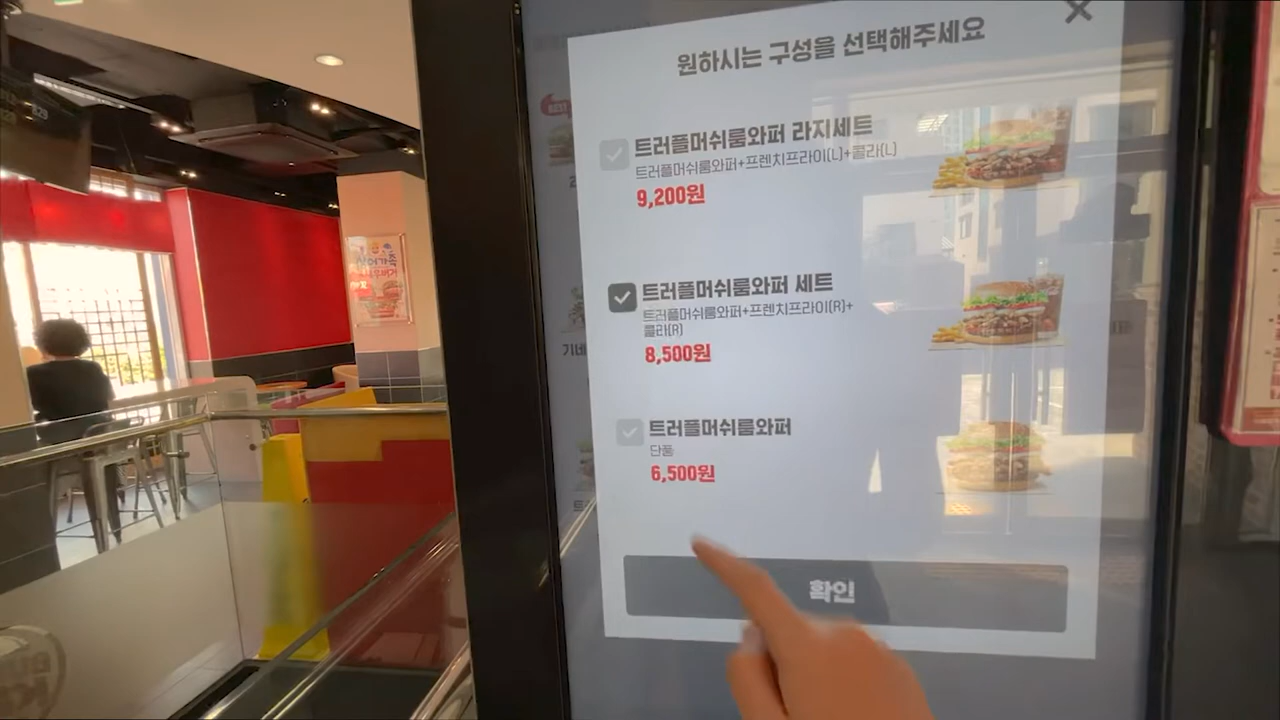 원하시는 구성을 선택해주세요
트러플머쉬룸와퍼 라지세트
트러플머쉬룸와퍼+프렌치프라이(L)+콜라(L)
9,200원
트러플머쉬룸와퍼 세트
트러플머쉬룸와퍼+프렌치프라이(R)+
콜라(R)
8,500원
트러플머쉬룸와퍼
단품
6,500원
확인